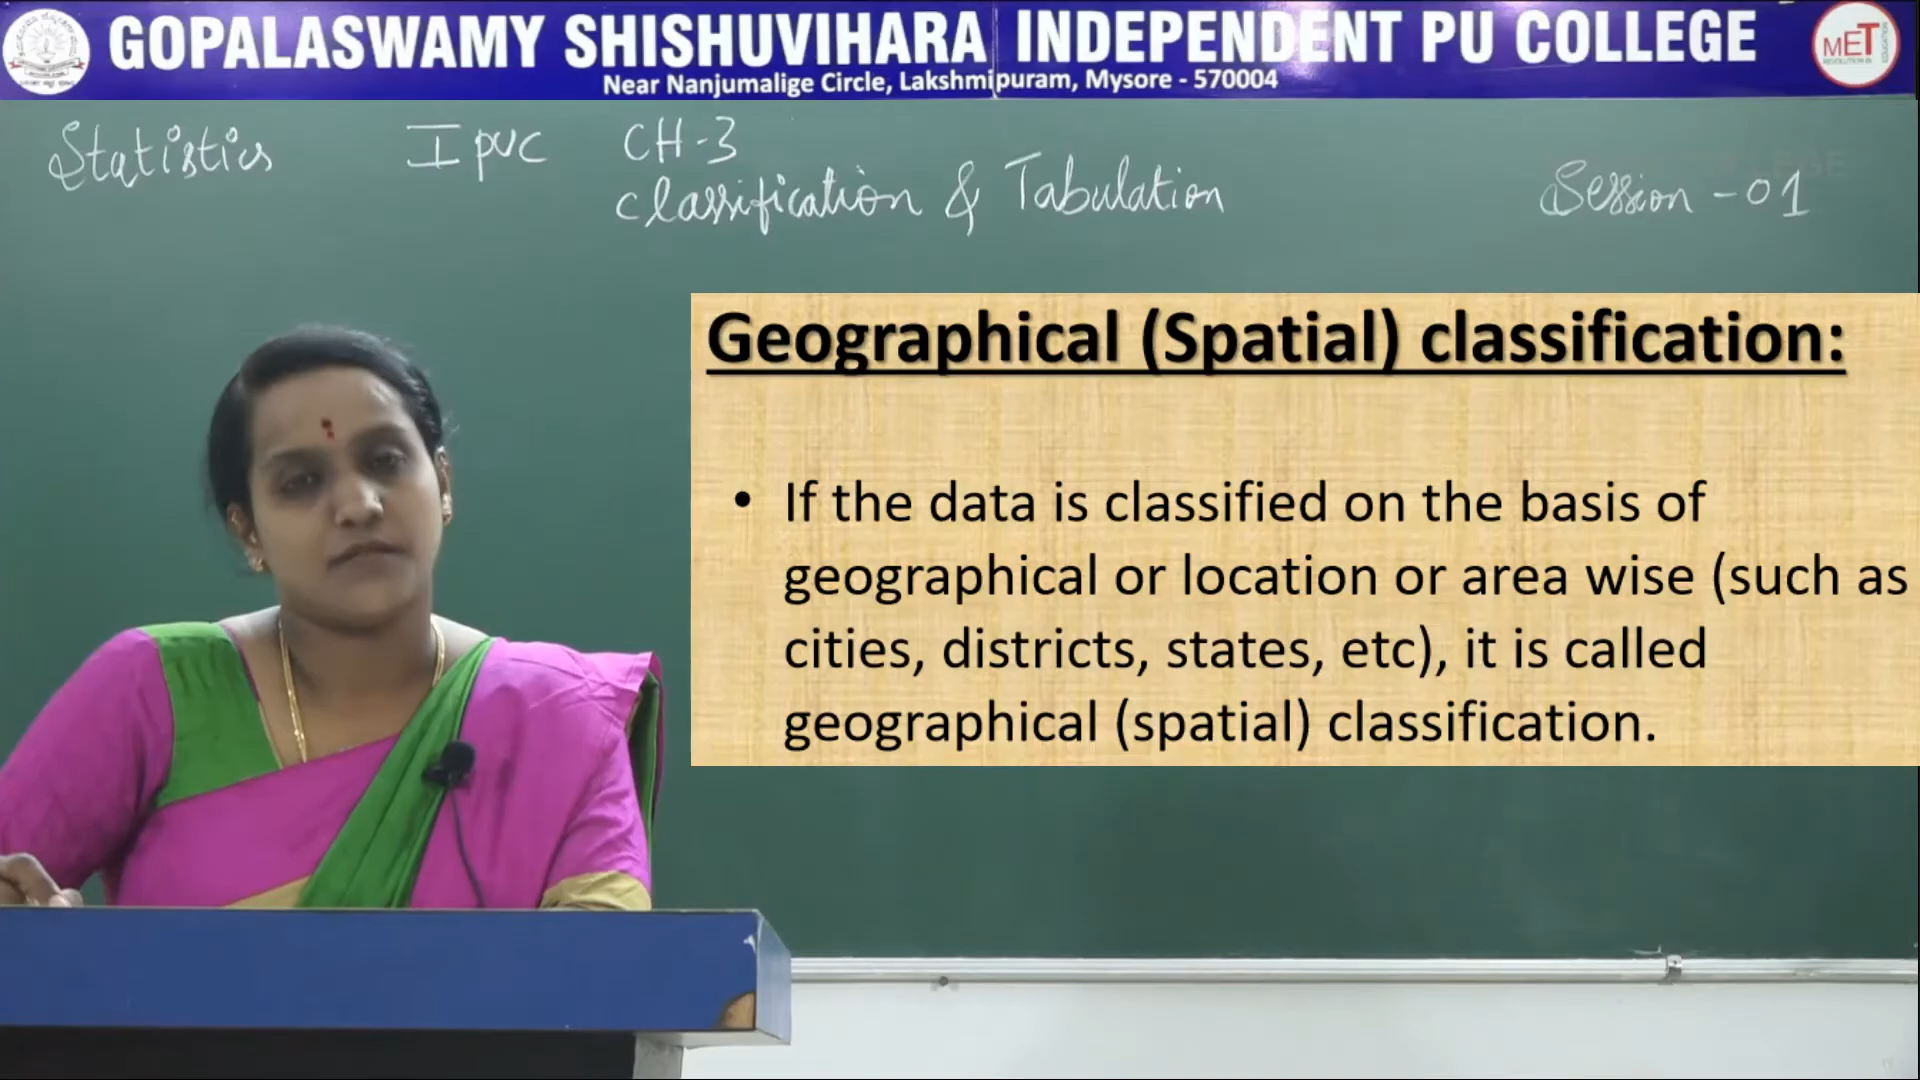 GOPALASWAMY SHISHUVIHARA INDEPENDENT PU COLLEGE
Near Nanjumalige Circle, Lakshmipuram, Mysore - 570004
MET
Statistics I PUC CH-3
Classification & Tabulation
Session -01
Geographical (Spatial) classification:
• If the data is classified on the basis of
geographical or location or area wise (such as
cities, districts, states, etc), it is called
geographical (spatial) classification.